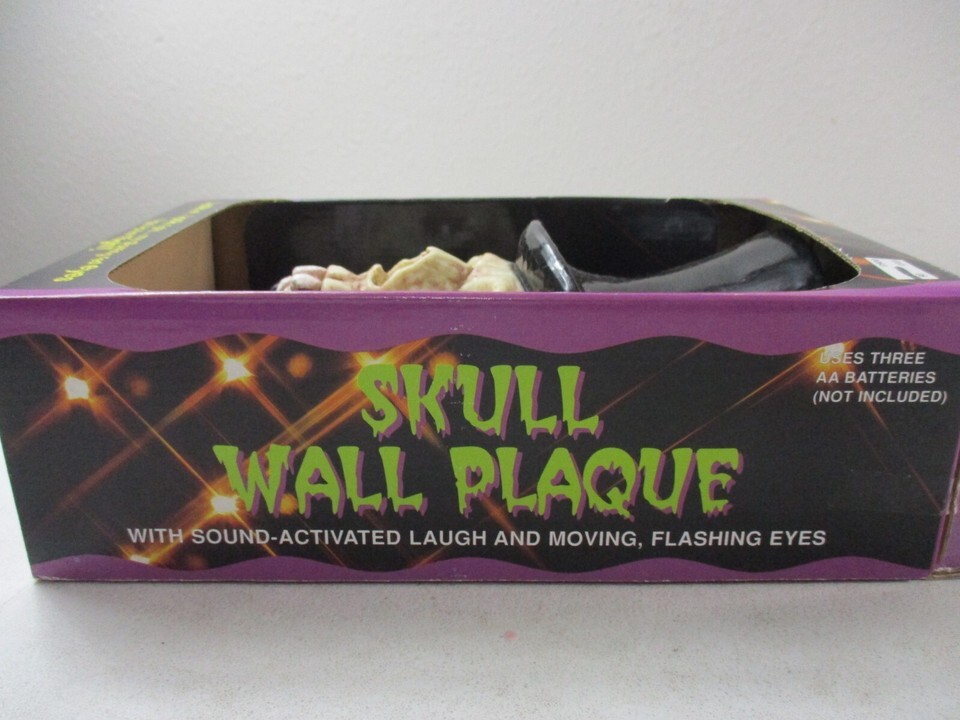 SKULL
WALL PLAQUE
WITH SOUND-ACTIVATED LAUGH AND MOVING, FLASHING EYES
USES THREE
AA BATTERIES
(NOT INCLUDED)